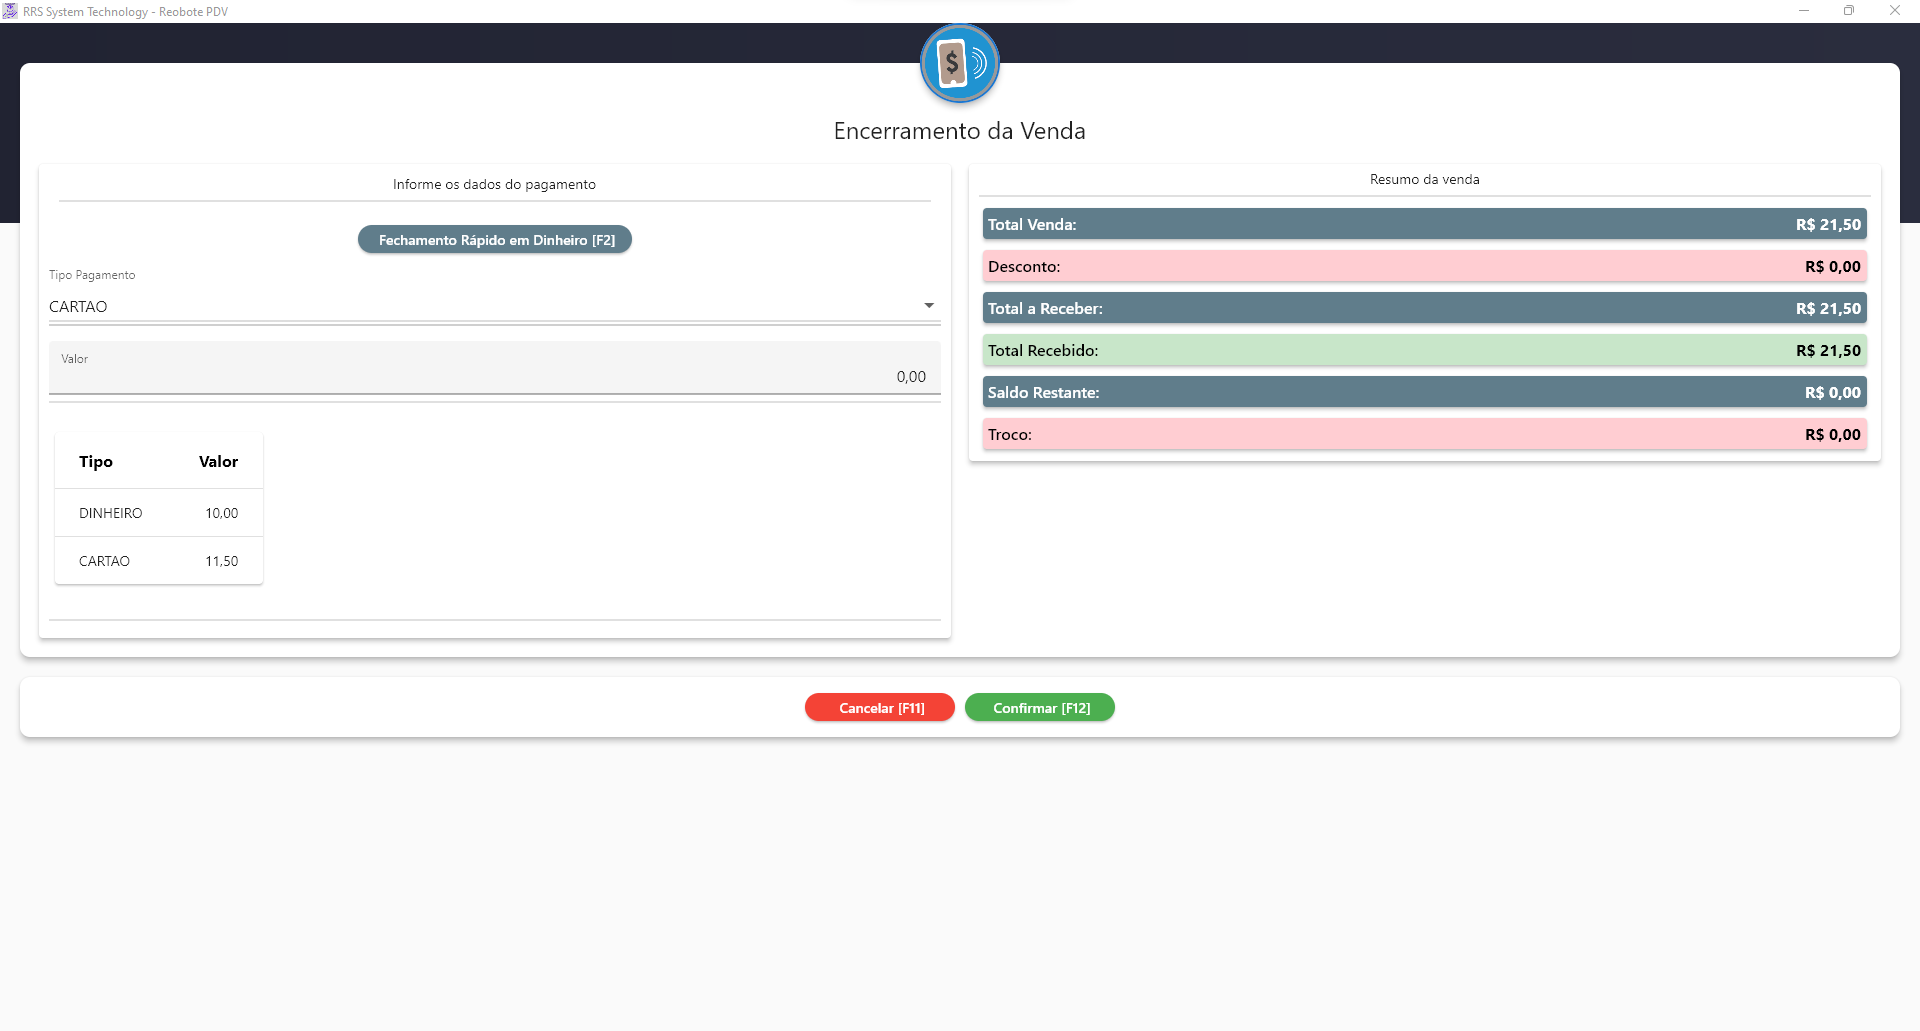 RRS System Technology - Reobote PDV
$
Encerramento da Venda
Informe os dados do pagamento
Fechamento Rápido em Dinheiro [F2]
Tipo Pagamento
CARTAO
Valor
0,00
Tipo Valor
DINHEIRO 10,00
CARTAO 11,50
Resumo da venda
Total Venda: R$ 21,50
Desconto: R$ 0,00
Total a Receber: R$ 21,50
Total Recebido: R$ 21,50
Saldo Restante: R$ 0,00
Troco: R$ 0,00
Cancelar [F11] Confirmar [F12]